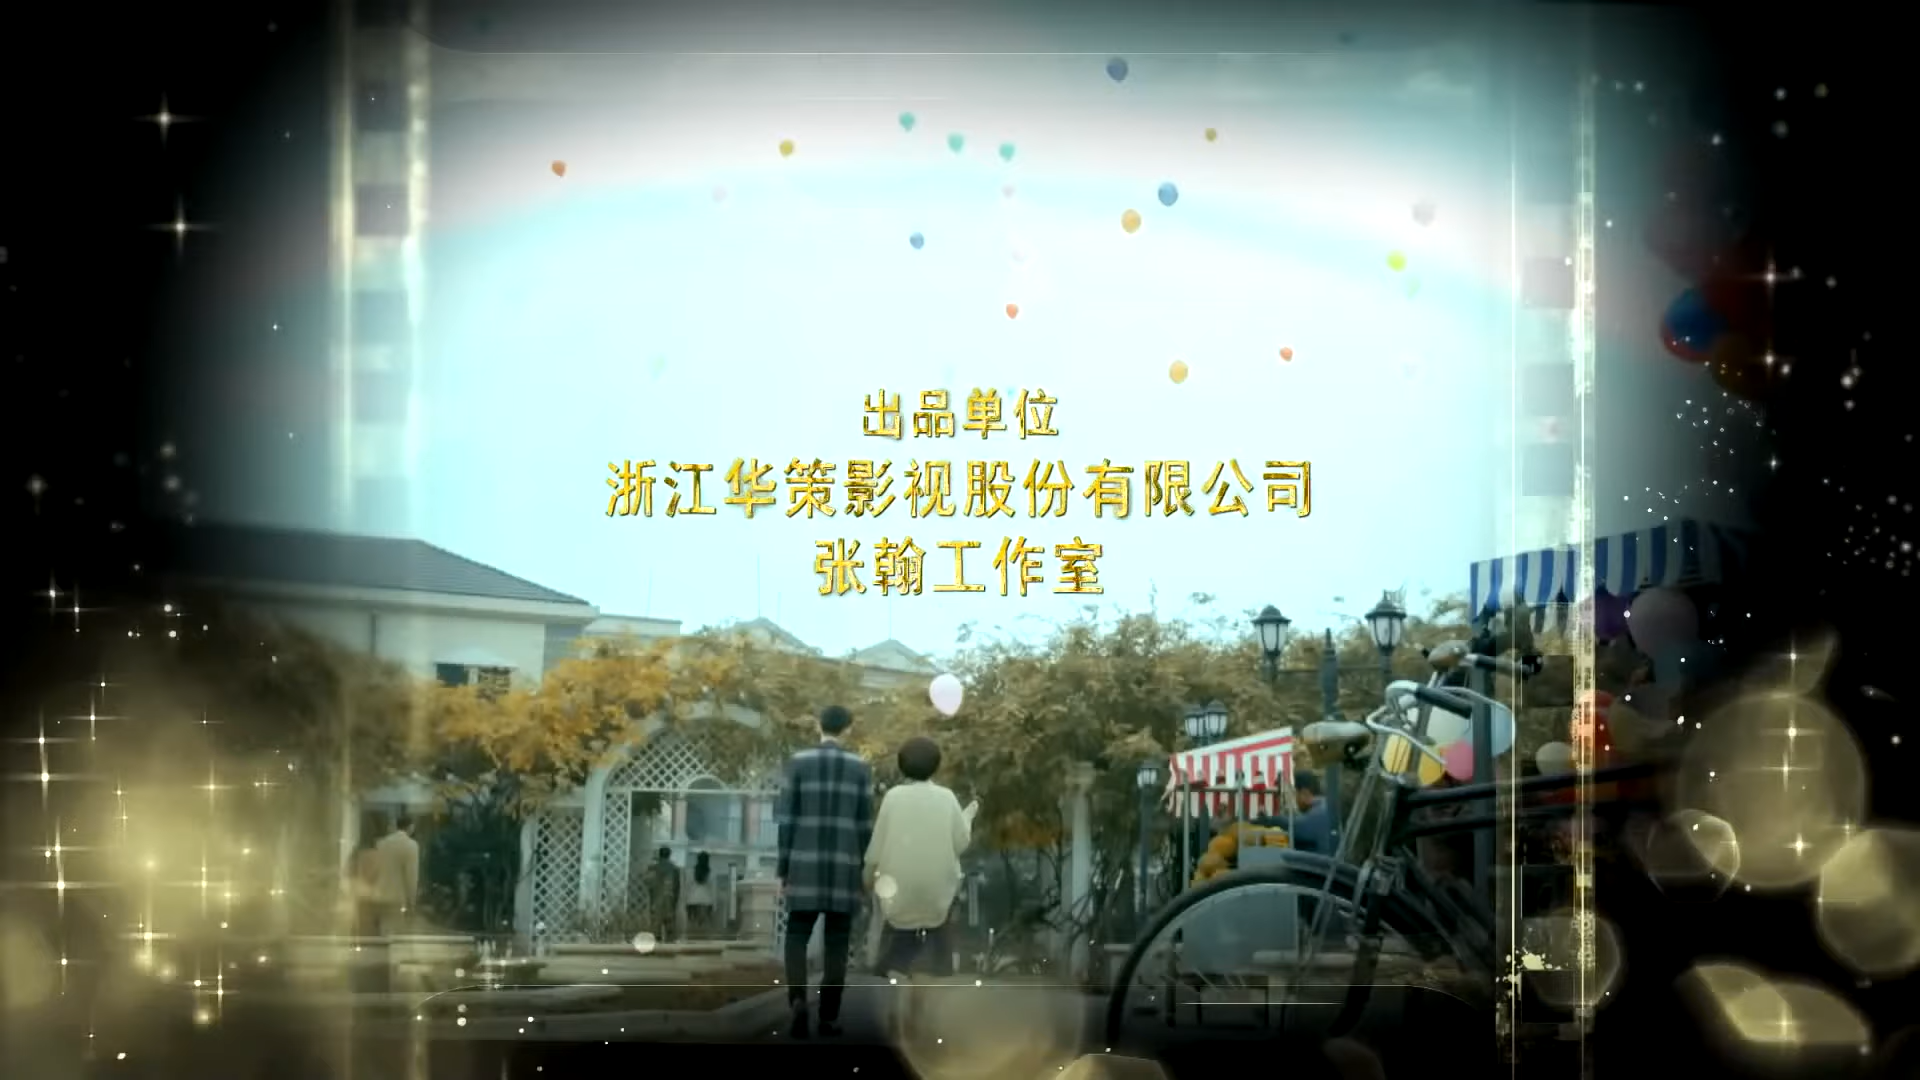 出品单位
浙江华策影视股份有限公司
张翰工作室